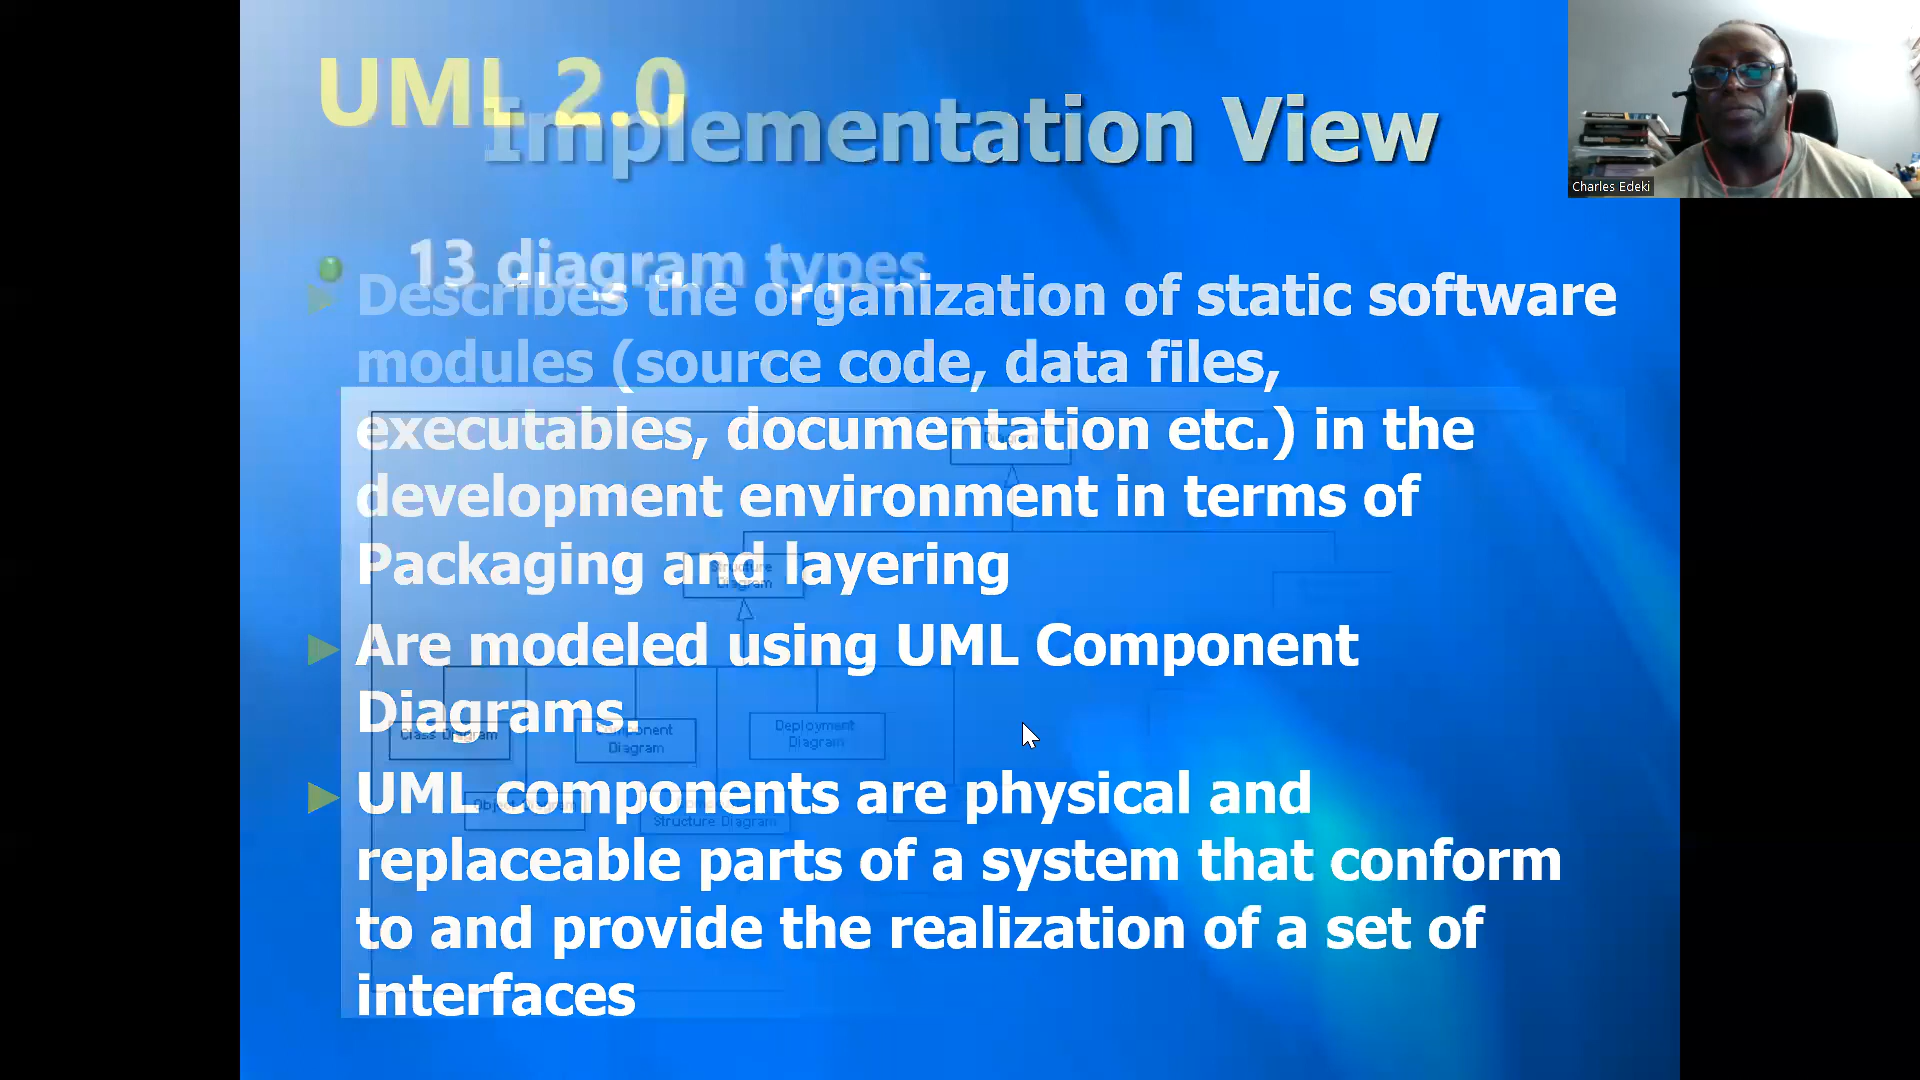 UML 2.0
Implementation View
Charles Edeki
13 diagram types
Describes the organization of static software
modules (source code, data files,
executables, documentation etc.) in the
development environment in terms of
Packaging and layering
Are modeled using UML Component
Diagrams.
UML components are physical and
replaceable parts of a system that conform
to and provide the realization of a set of
interfaces
Diagram
Structure
Diagram
Class Diagram
Component
Diagram
Deployment
Diagram
Object Diagram
Structure Diagram